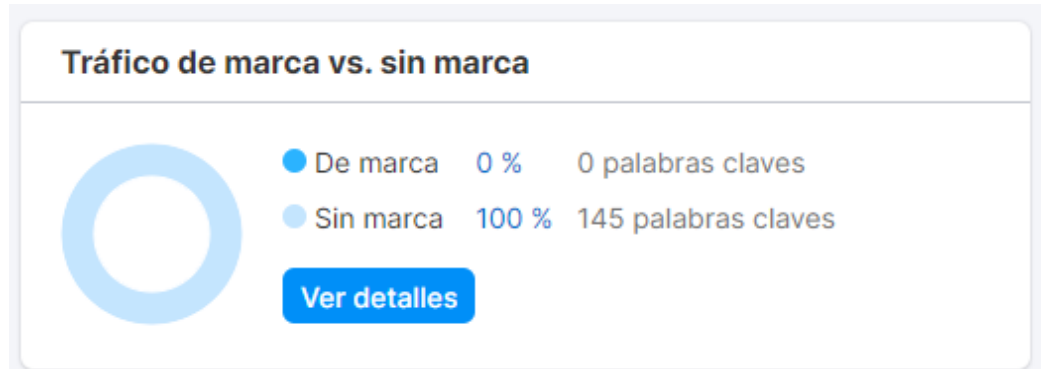 Tráfico de marca vs. sin marca
De marca 0 % 0 palabras claves
Sin marca 100 % 145 palabras claves
Ver detalles